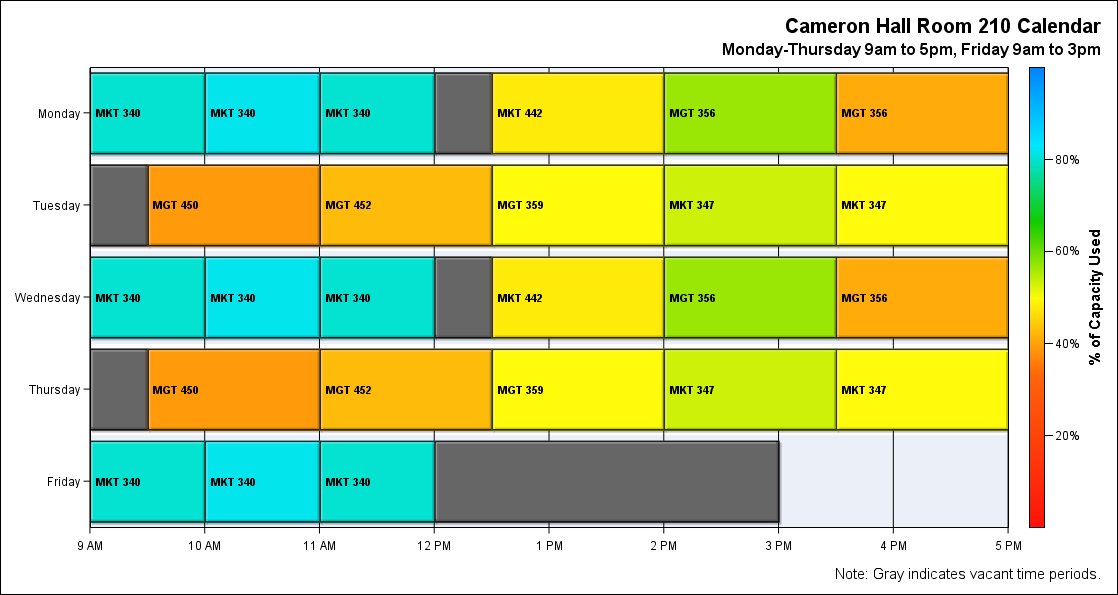 Cameron Hall Room 210 Calendar
Monday-Thursday 9am to 5pm, Friday 9am to 3pm
Monday MKT 340 MKT 340 MKT 340 MKT 442 MGT 356 MGT 356
80%
Tuesday MGT 450 MGT 452 MGT 359 MKT 347 MKT 347
60%
Wednesday MKT 340 MKT 340 MKT 340 MKT 442 MGT 356 MGT 356
% of Capacity Used
40%
Thursday MGT 450 MGT 452 MGT 359 MKT 347 MKT 347
20%
Friday MKT 340 MKT 340 MKT 340
9 AM 10 AM 11 AM 12 PM 1 PM 2 PM 3 PM 4 PM 5 PM
Note: Gray indicates vacant time periods.